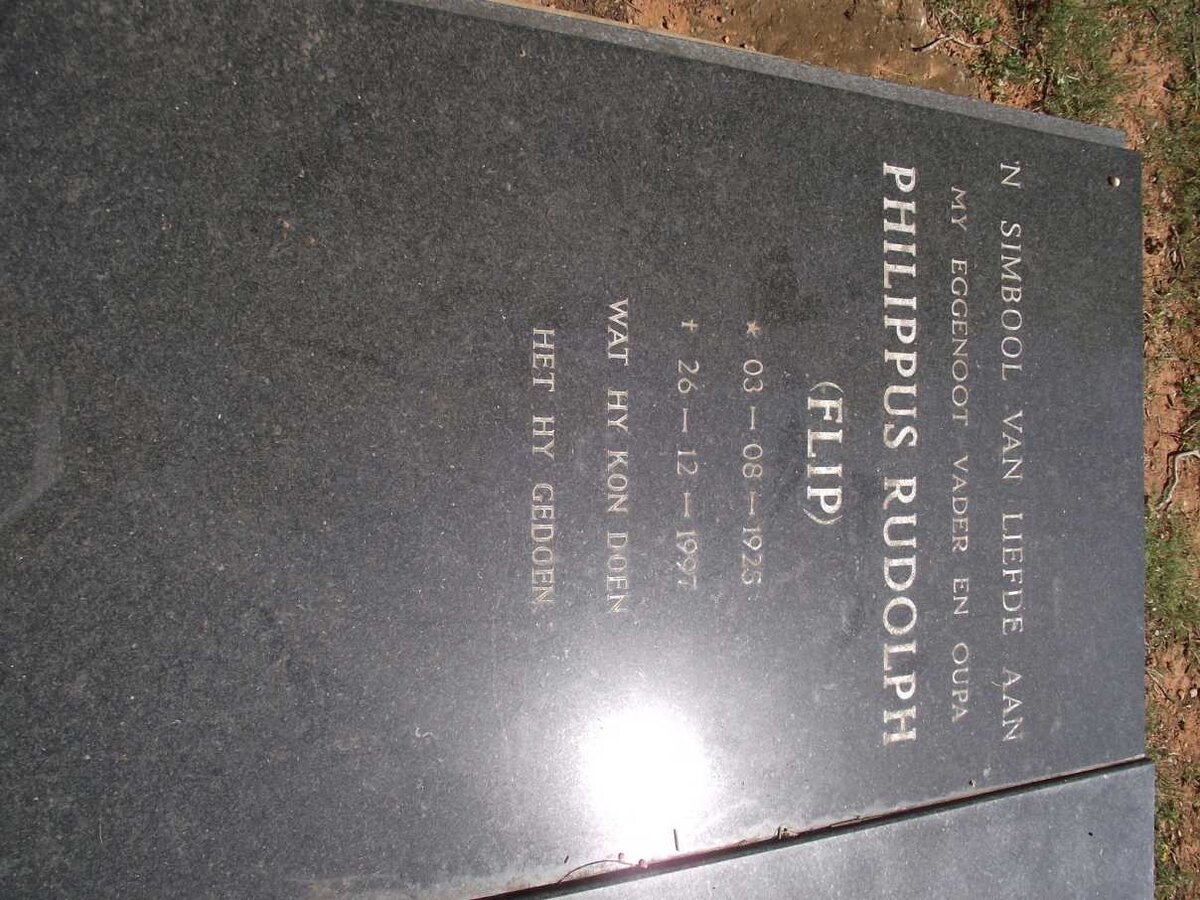 'N SIMBOOL VAN LIEFDE AAN
MY EGGENOOT VADER EN OUPA
PHILIPPUS RUDOLPH
(FLIP)
★ 03—08—1925
† 26—12—1997
WAT HY KON DOEN
HET HY GEDOEN